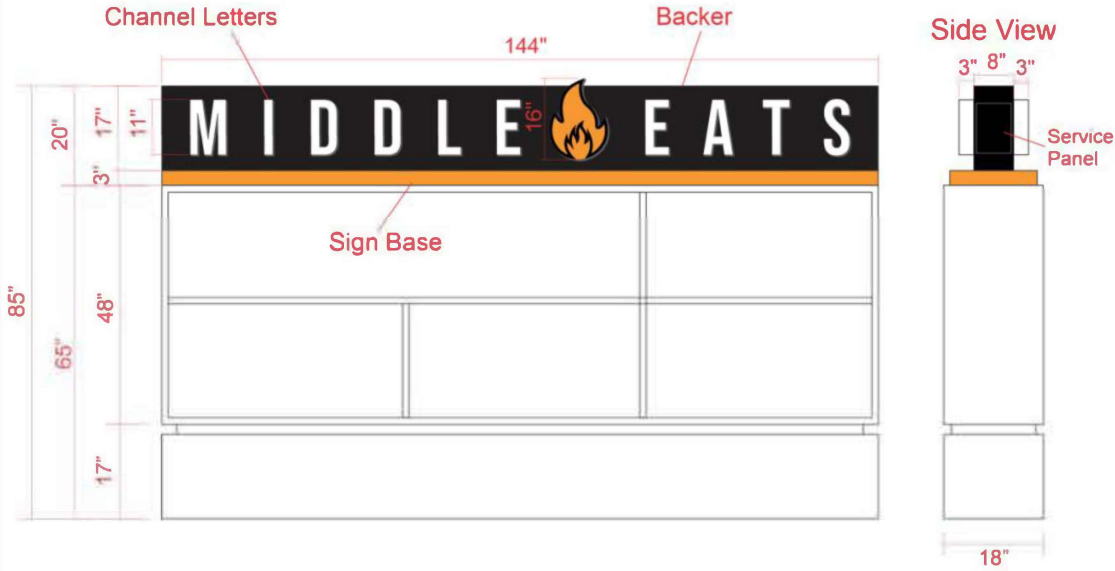 Channel Letters
Backer
Side View
144"
3" 8" 3"
MIDDLE EATS
20"
17"
11"
16"
3"
Service
Panel
Sign Base
85"
48"
65"
17"
18"